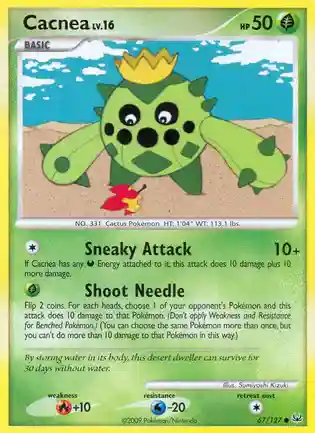 Cacnea LV.16 HP 50
BASIC
NO. 331 Cactus Pokémon HT: 1'04" WT: 113.1 lbs.
Sneaky Attack 10+
If Cacnea has any Energy attached to it, this attack does 10 damage plus 10
more damage.
Shoot Needle
Flip 2 coins. For each heads, choose 1 of your opponent's Pokémon and this
attack does 10 damage to that Pokémon. (Don't apply Weakness and Resistance
for Benched Pokémon.) (You can choose the same Pokémon more than once, but
you can't do more than 10 damage to that Pokémon in this way.)
By storing water in its body, this desert dweller can survive for
30 days without water.
Illus. Sumiyoshi Kizuki
weakness resistance retreat cost
+10 -20
©2009 Pokémon/Nintendo 67/127